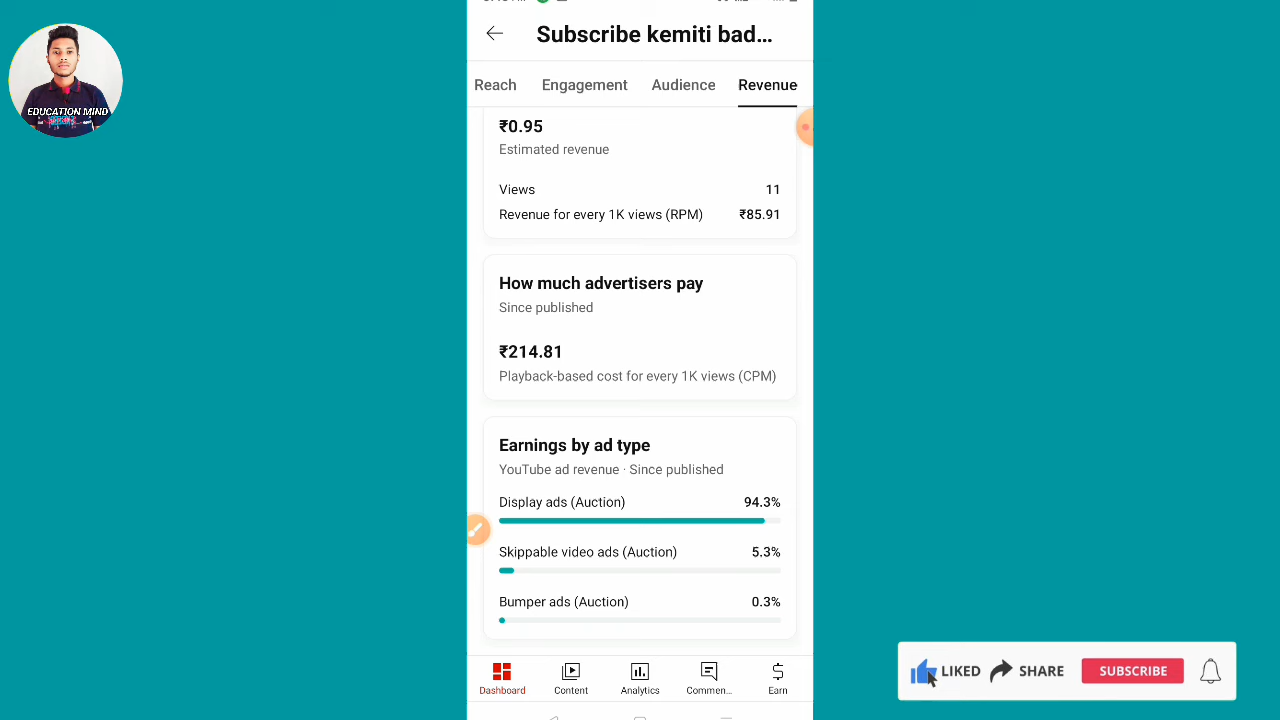 Subscribe kemiti bad...
Reach Engagement Audience Revenue
EDUCATION MIND
₹0.95
Estimated revenue
Views 11
Revenue for every 1K views (RPM) ₹85.91
How much advertisers pay
Since published
₹214.81
Playback-based cost for every 1K views (CPM)
Earnings by ad type
YouTube ad revenue · Since published
Display ads (Auction) 94.3%
Skippable video ads (Auction) 5.3%
Bumper ads (Auction) 0.3%
Dashboard Content Analytics Commen... Earn
LIKED SHARE SUBSCRIBE